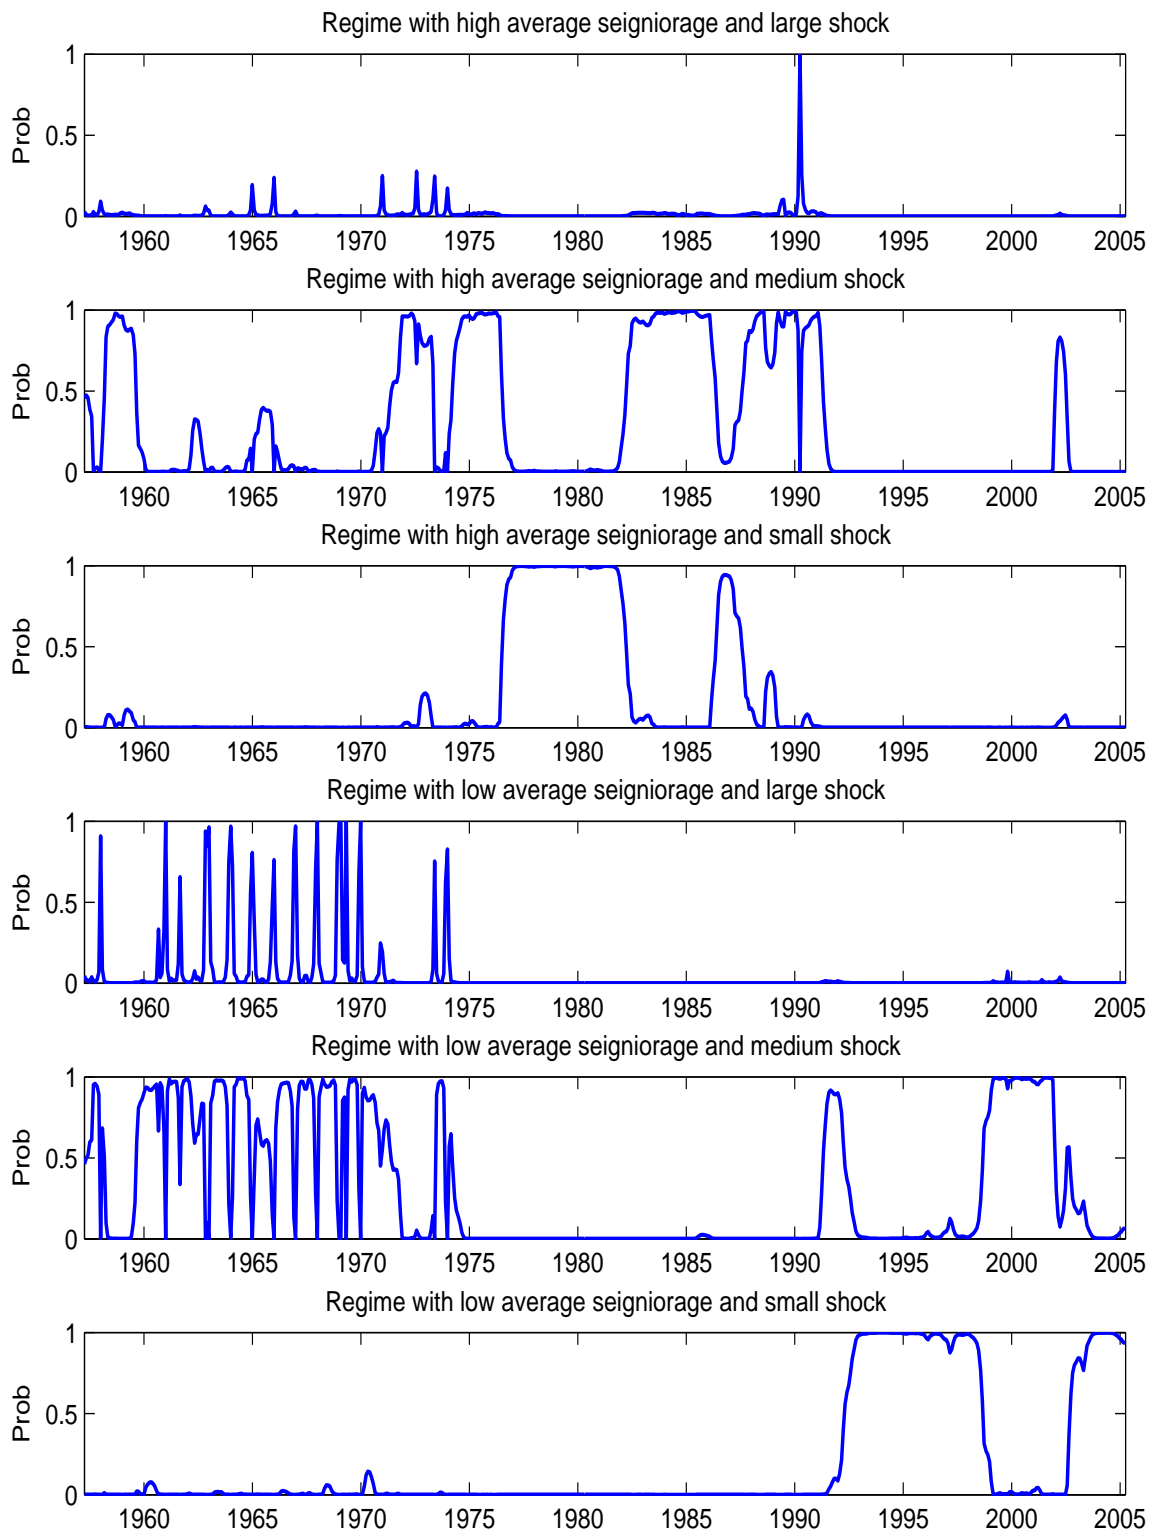 Regime with high average seigniorage and large shock
1
0.5
0
Prob
1960 1965 1970 1975 1980 1985 1990 1995 2000 2005
Regime with high average seigniorage and medium shock
1
0.5
0
Prob
1960 1965 1970 1975 1980 1985 1990 1995 2000 2005
Regime with high average seigniorage and small shock
1
0.5
0
Prob
1960 1965 1970 1975 1980 1985 1990 1995 2000 2005
Regime with low average seigniorage and large shock
1
0.5
0
Prob
1960 1965 1970 1975 1980 1985 1990 1995 2000 2005
Regime with low average seigniorage and medium shock
1
0.5
0
Prob
1960 1965 1970 1975 1980 1985 1990 1995 2000 2005
Regime with low average seigniorage and small shock
1
0.5
0
Prob
1960 1965 1970 1975 1980 1985 1990 1995 2000 2005